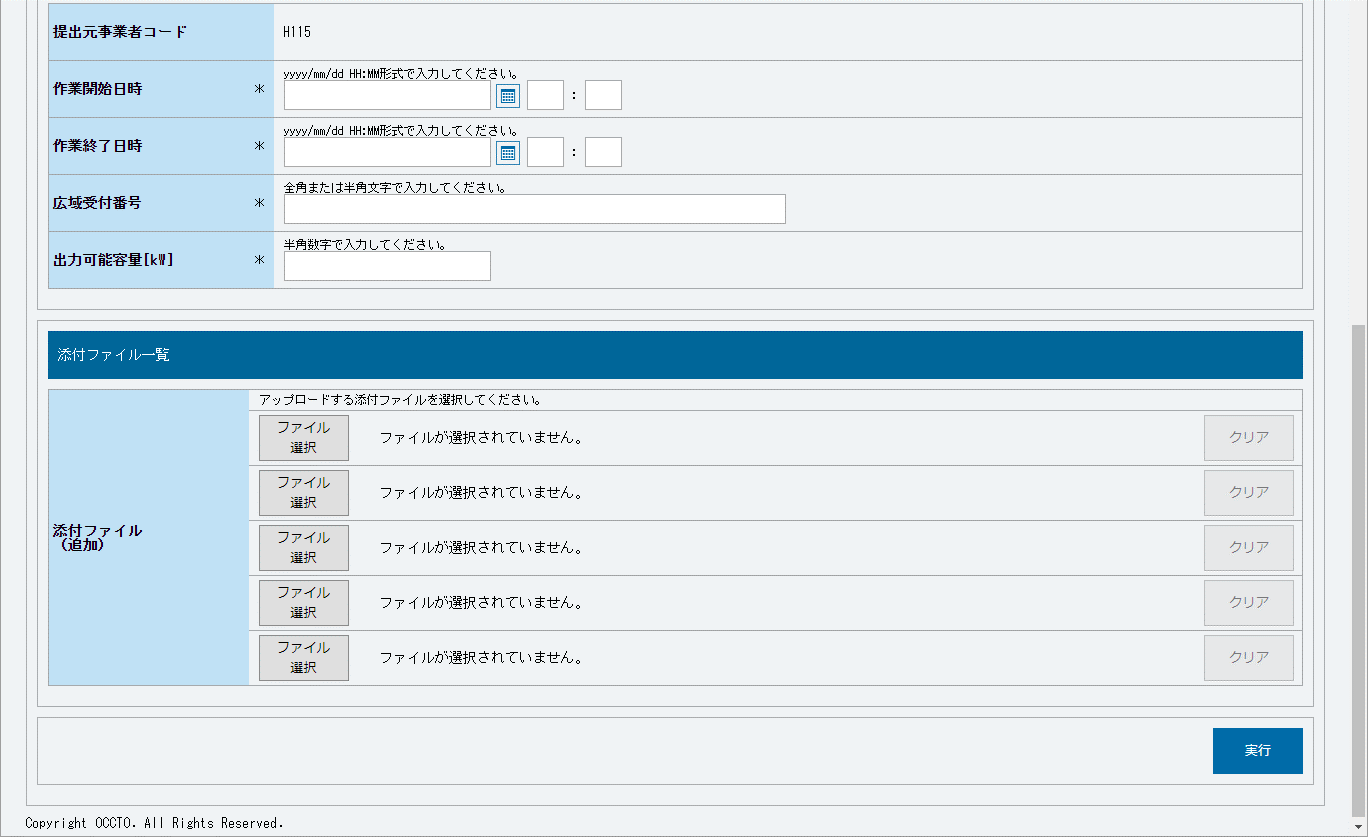 提出元事業者コード H115
yyyy/mm/dd HH:MM形式で入力してください。
作業開始日時 * :
yyyy/mm/dd HH:MM形式で入力してください。
作業終了日時 * :
全角または半角文字で入力してください。
広域受付番号 *
半角数字で入力してください。
出力可能容量[kW] *
添付ファイル一覧
アップロードする添付ファイルを選択してください。
添付ファイル
(追加)
ファイル
選択
ファイルが選択されていません。
クリア
ファイル
選択
ファイルが選択されていません。
クリア
ファイル
選択
ファイルが選択されていません。
クリア
ファイル
選択
ファイルが選択されていません。
クリア
ファイル
選択
ファイルが選択されていません。
クリア
実行
Copyright OCCTO. All Rights Reserved.